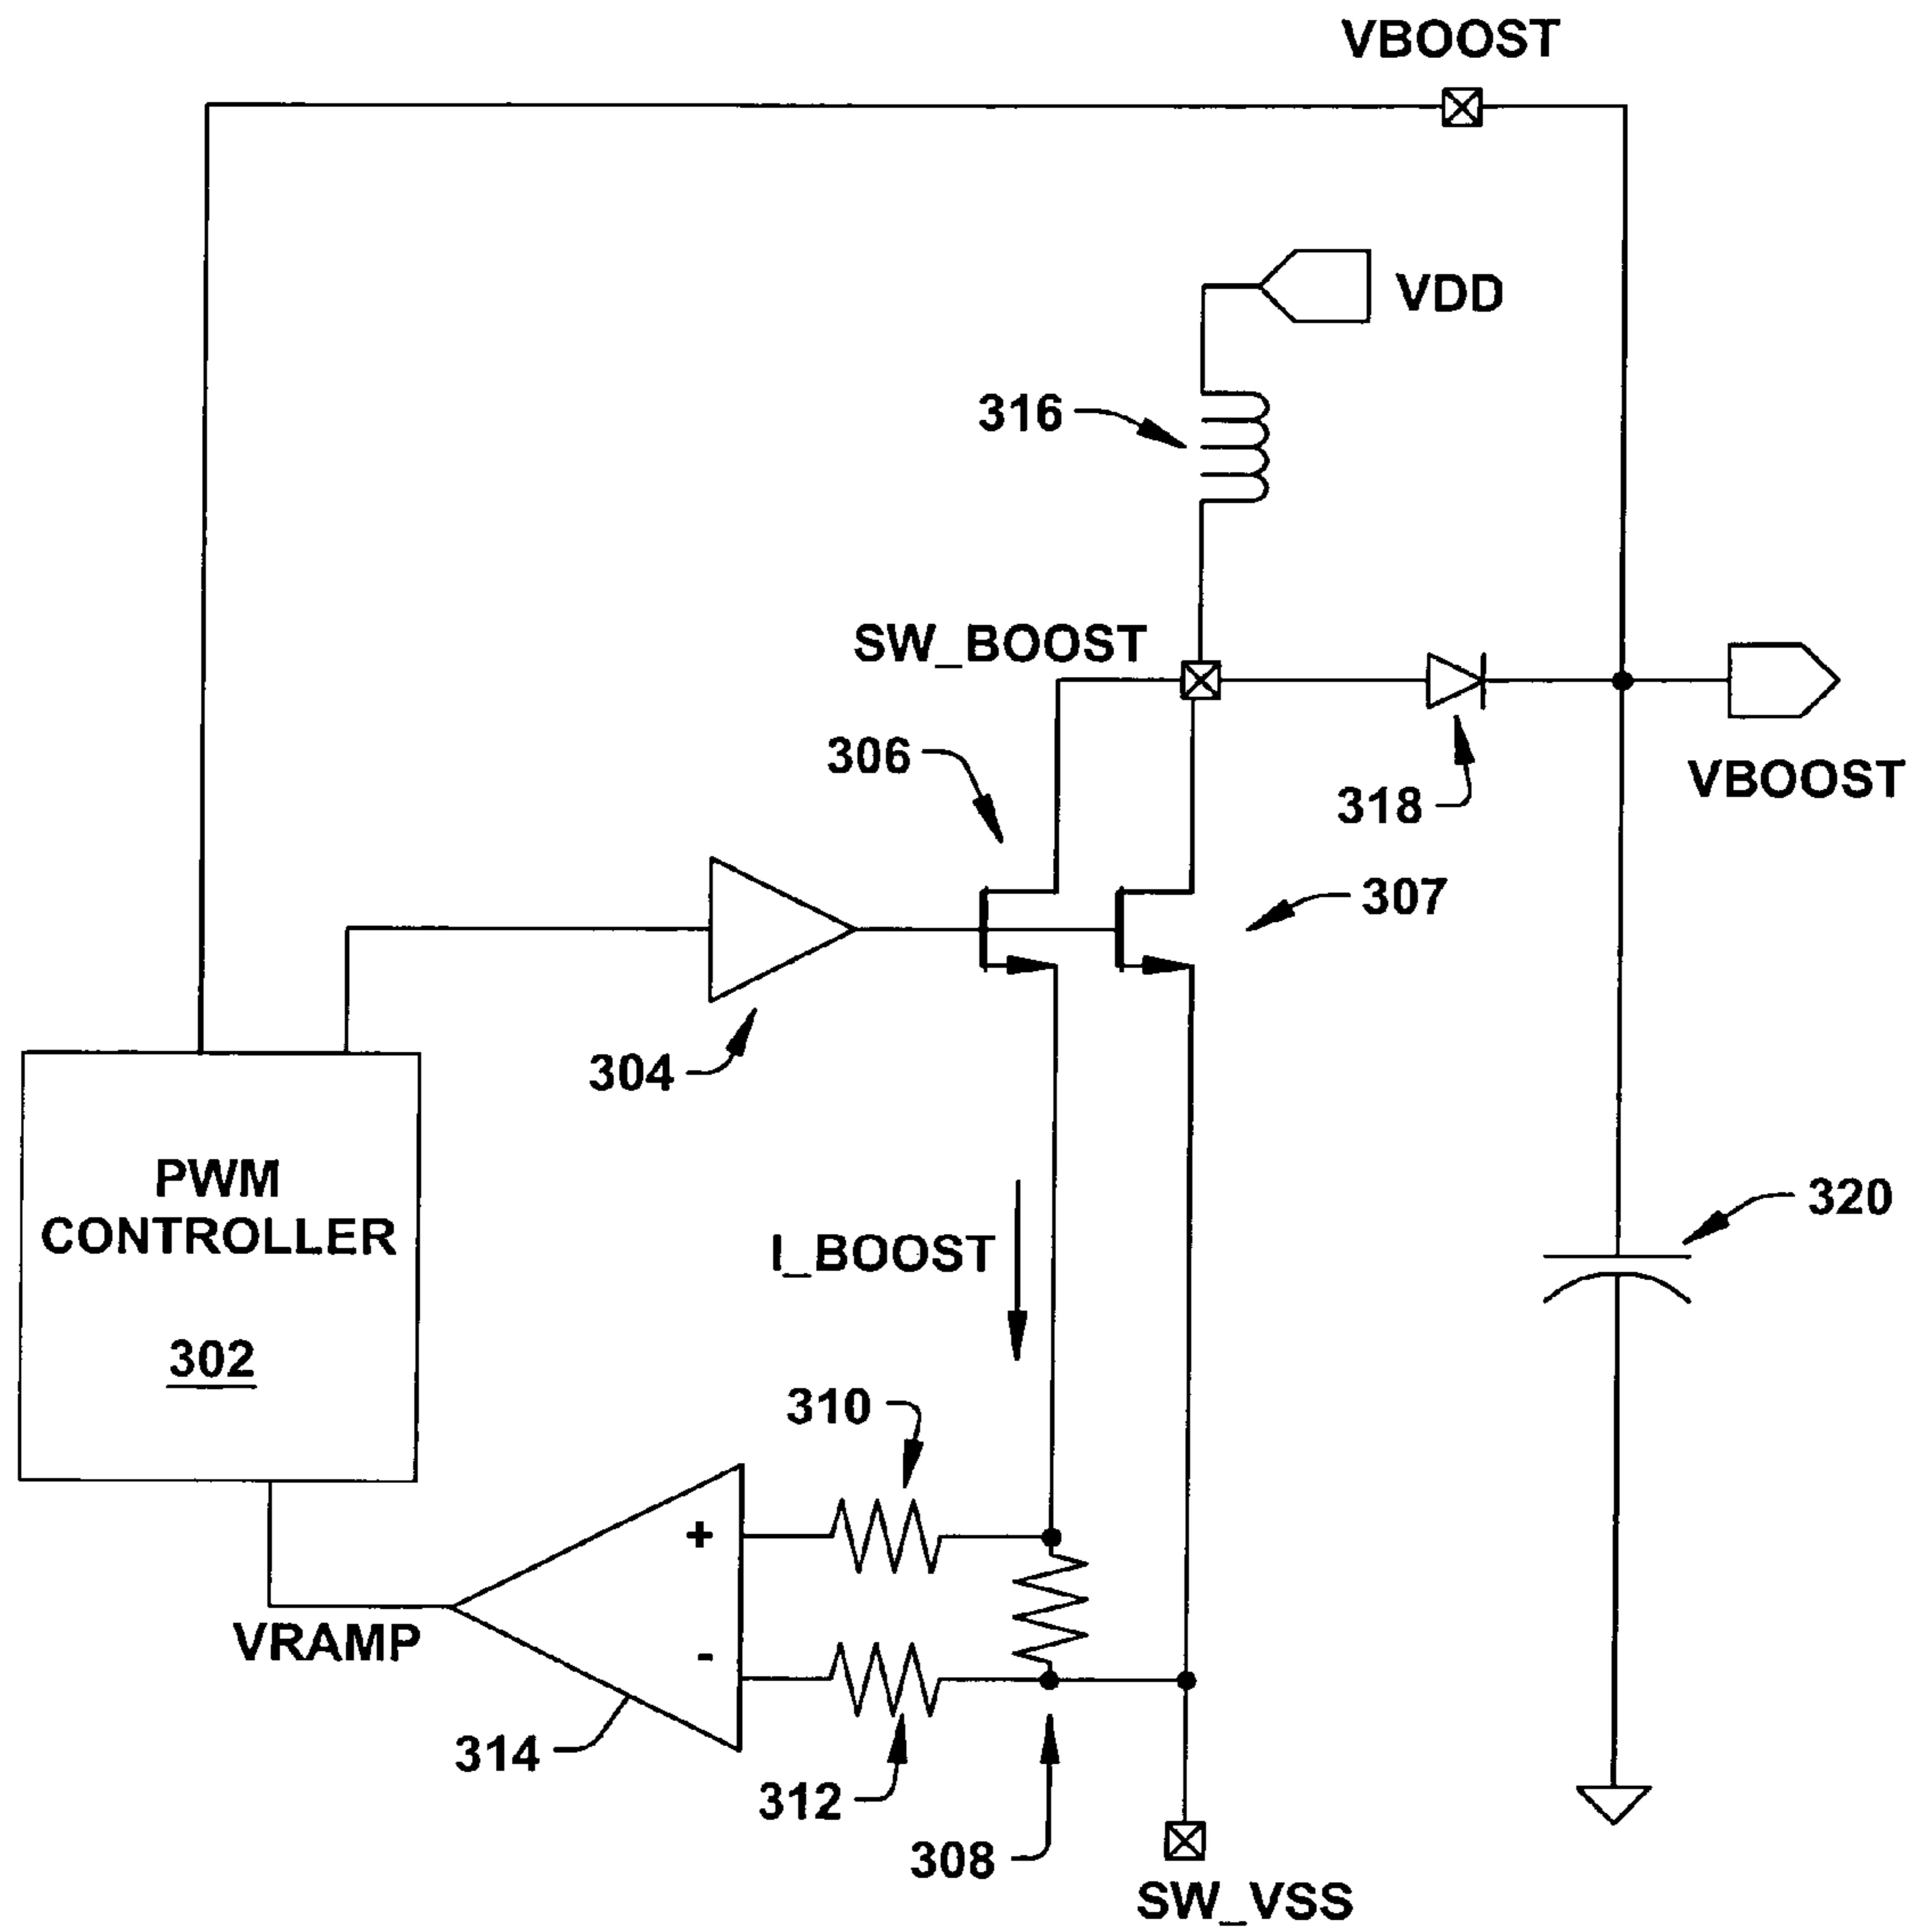 VBOOST
VDD
316
SW_BOOST
306
318
VBOOST
307
304
PWM
CONTROLLER
302
I_BOOST
320
310
+
VRAMP
-
314
312
308
SW_VSS